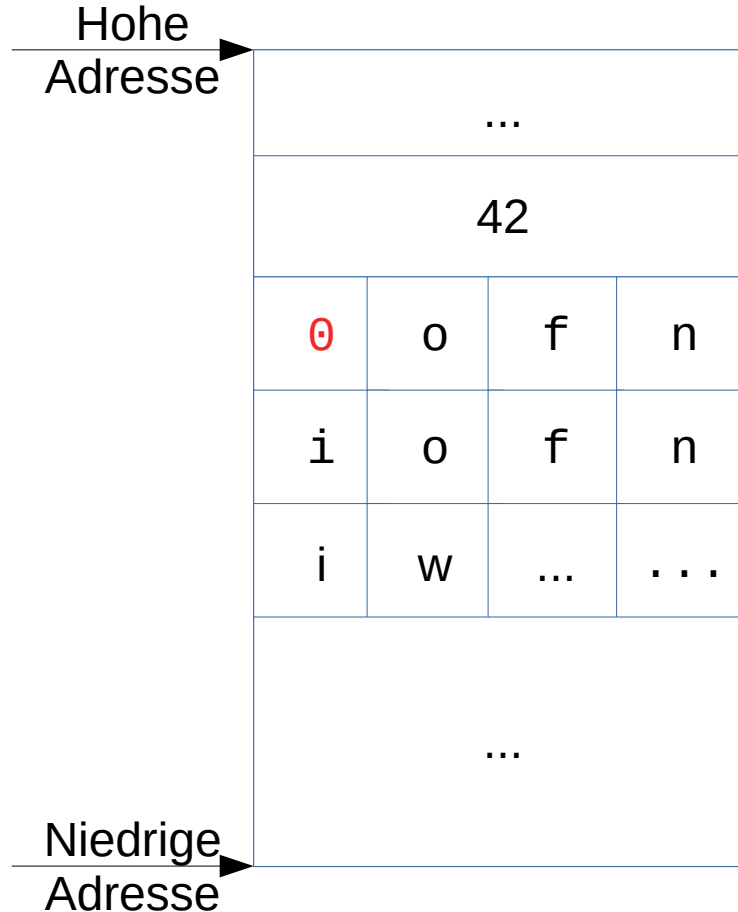 Hohe
Adresse
...
42
0 o f n
i o f n
i w ... ...
...
Niedrige
Adresse